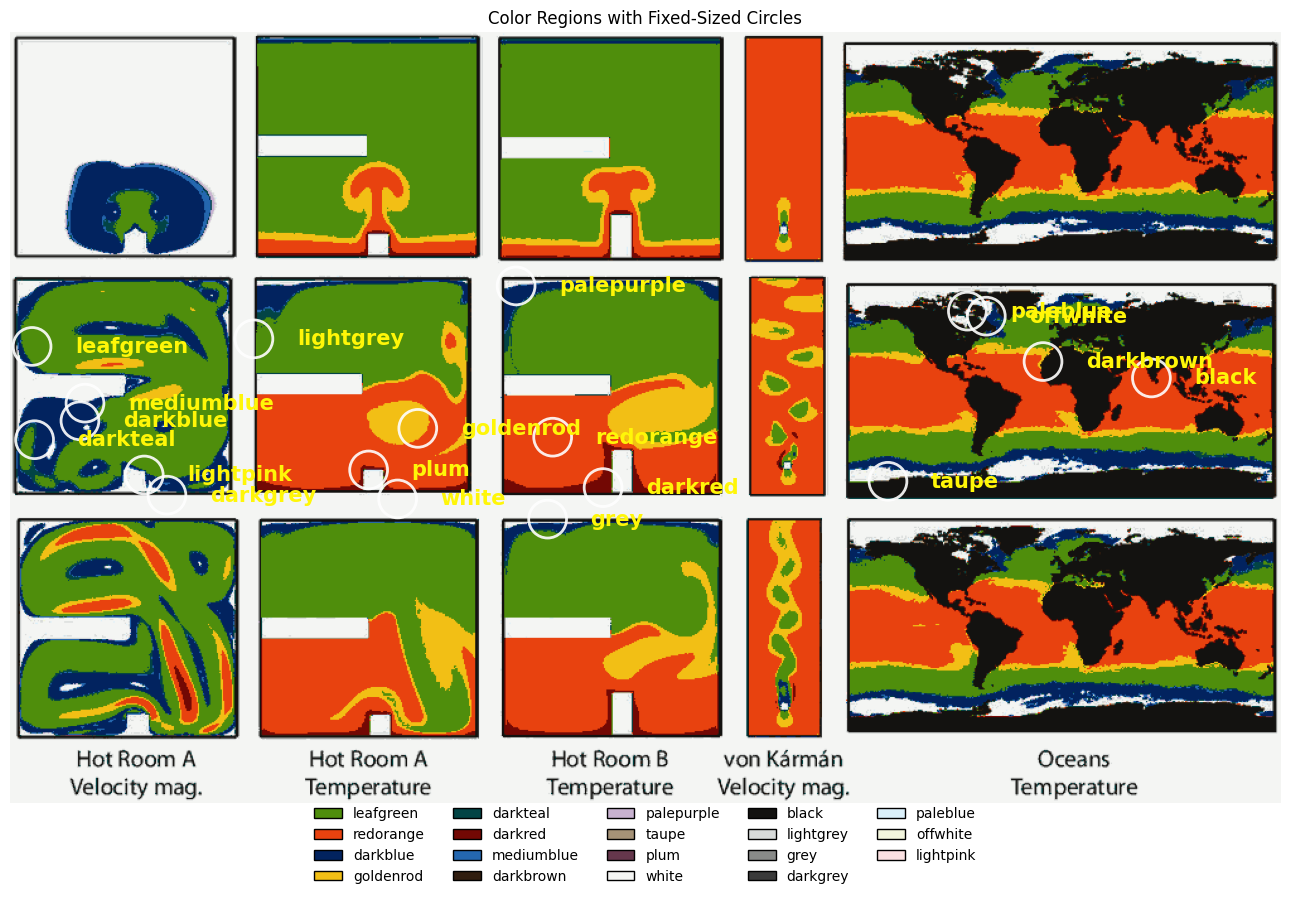 Color Regions with Fixed-Sized Circles
palepurple
paleblue
offwhite
lightgrey
leafgreen
darkbrown
black
mediumblue
darkblue
goldenrod
redorange
darkteal
plum
lightpink
taupe
darkred
darkgrey
white
grey
Hot Room A
Velocity mag.
Hot Room A
Temperature
Hot Room B
Temperature
von Kármán
Velocity mag.
Oceans
Temperature
leafgreen
redorange
darkblue
goldenrod
darkteal
darkred
mediumblue
darkbrown
palepurple
taupe
plum
white
black
lightgrey
grey
darkgrey
paleblue
offwhite
lightpink